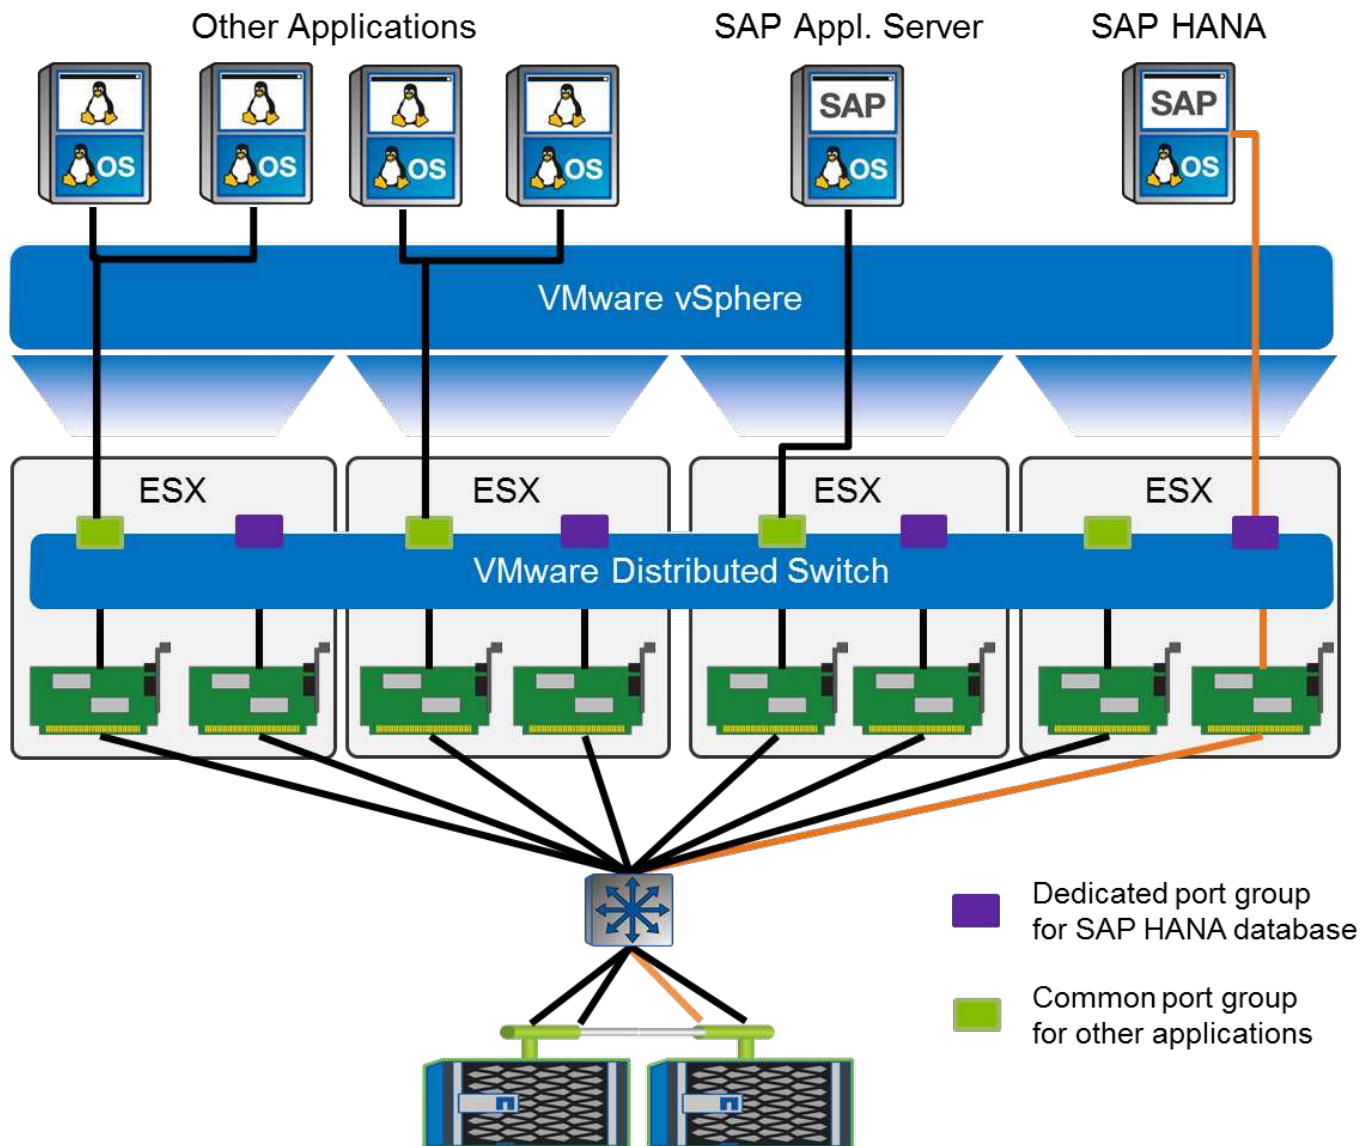 Other Applications
SAP Appl. Server
SAP HANA
SAP
SAP
OS
OS
OS
OS
OS
OS
VMware vSphere
ESX
ESX
ESX
ESX
VMware Distributed Switch
Dedicated port group
for SAP HANA database
Common port group
for other applications